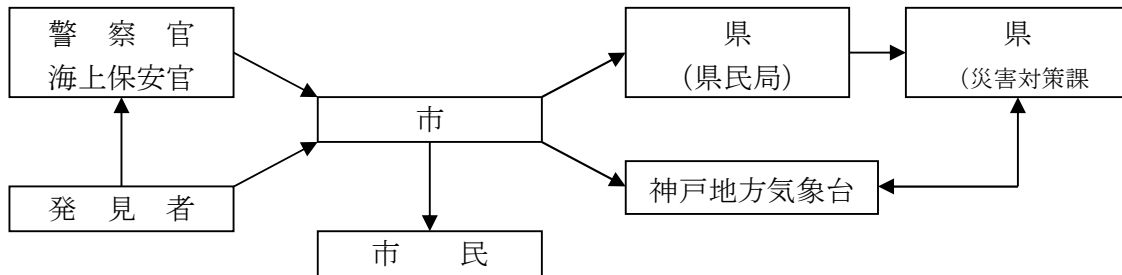 警　察　官
海上保安官
県
（県民局）
県
（災害対策課
市
神戸地方気象台
発　見　者
市　　民